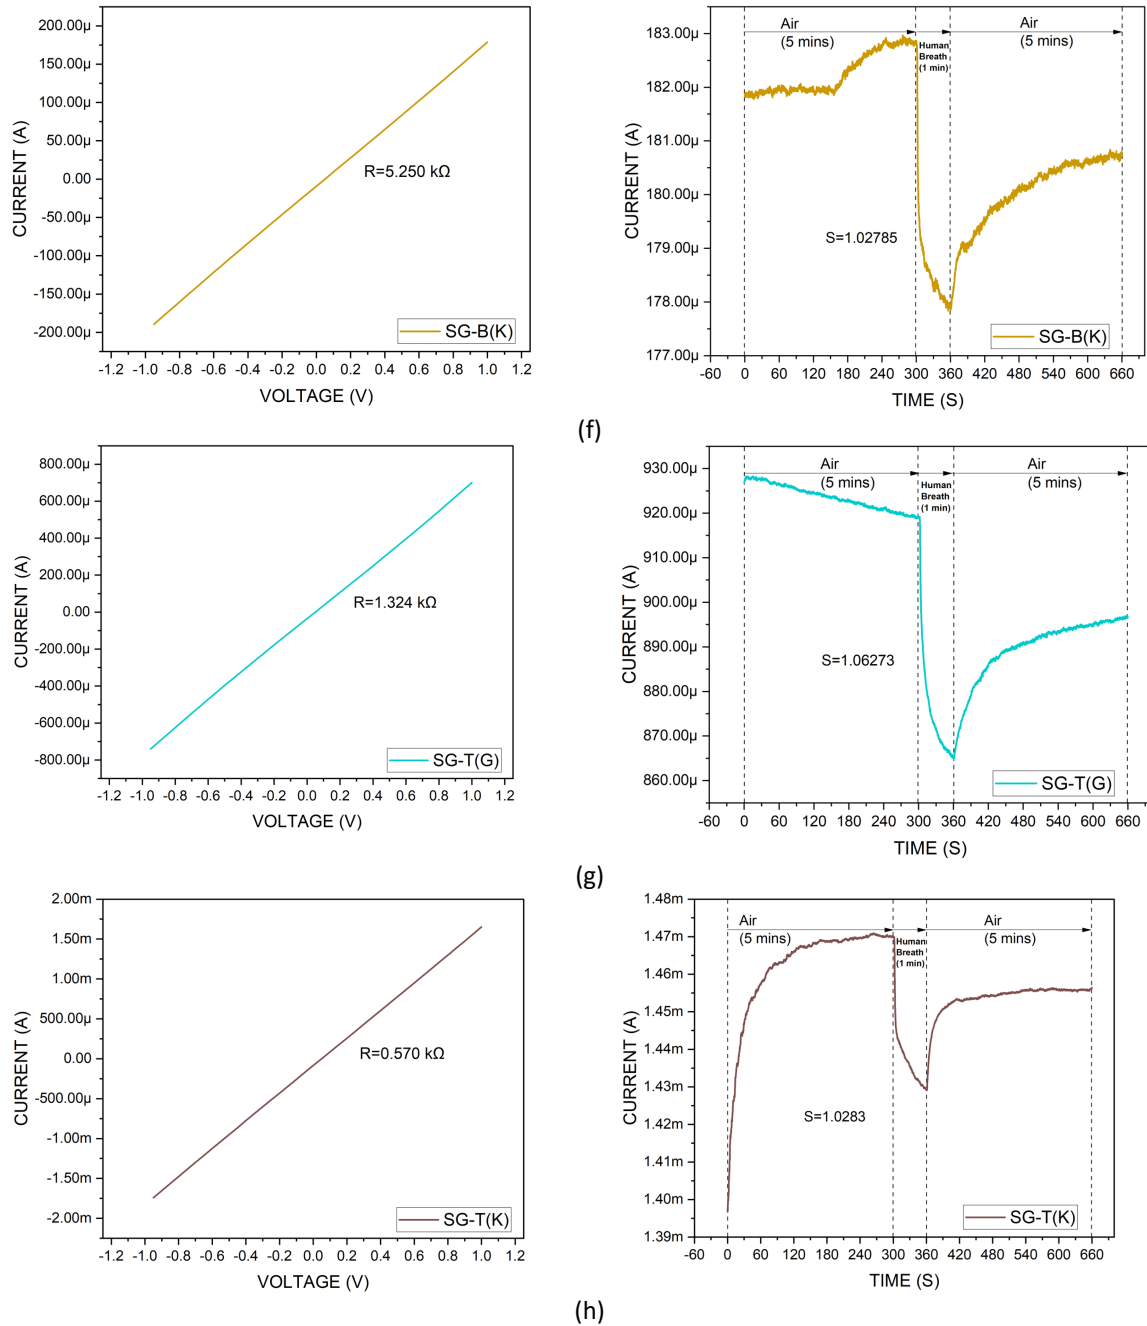 200.00µ
150.00µ
100.00µ
50.00µ
0.00
-50.00µ
-100.00µ
-150.00µ
-200.00µ
CURRENT (A)
R=5.250 kΩ
SG-B(K)
-1.2 -1.0 -0.8 -0.6 -0.4 -0.2 0.0 0.2 0.4 0.6 0.8 1.0 1.2
VOLTAGE (V)
183.00µ
182.00µ
181.00µ
180.00µ
179.00µ
178.00µ
177.00µ
CURRENT (A)
Air
(5 mins)
Human
Breath
(1 min)
Air
(5 mins)
S=1.02785
SG-B(K)
-60 0 60 120 180 240 300 360 420 480 540 600 660
TIME (S)
(f)
800.00µ
600.00µ
400.00µ
200.00µ
0.00
-200.00µ
-400.00µ
-600.00µ
-800.00µ
CURRENT (A)
R=1.324 kΩ
SG-T(G)
-1.2 -1.0 -0.8 -0.6 -0.4 -0.2 0.0 0.2 0.4 0.6 0.8 1.0 1.2
VOLTAGE (V)
930.00µ
920.00µ
910.00µ
900.00µ
890.00µ
880.00µ
870.00µ
860.00µ
CURRENT (A)
Air
(5 mins)
Human
Breath
(1 min)
Air
(5 mins)
S=1.06273
SG-T(G)
-60 0 60 120 180 240 300 360 420 480 540 600 660
TIME (S)
(g)
2.00m
1.50m
1.00m
500.00µ
0.00
-500.00µ
-1.00m
-1.50m
-2.00m
CURRENT (A)
R=0.570 kΩ
SG-T(K)
-1.2 -1.0 -0.8 -0.6 -0.4 -0.2 0.0 0.2 0.4 0.6 0.8 1.0 1.2
VOLTAGE (V)
1.48m
1.47m
1.46m
1.45m
1.44m
1.43m
1.42m
1.41m
1.40m
1.39m
CURRENT (A)
Air
(5 mins)
Human
Breath
(1 min)
Air
(5 mins)
S=1.0283
SG-T(K)
-60 0 60 120 180 240 300 360 420 480 540 600 660
TIME (S)
(h)